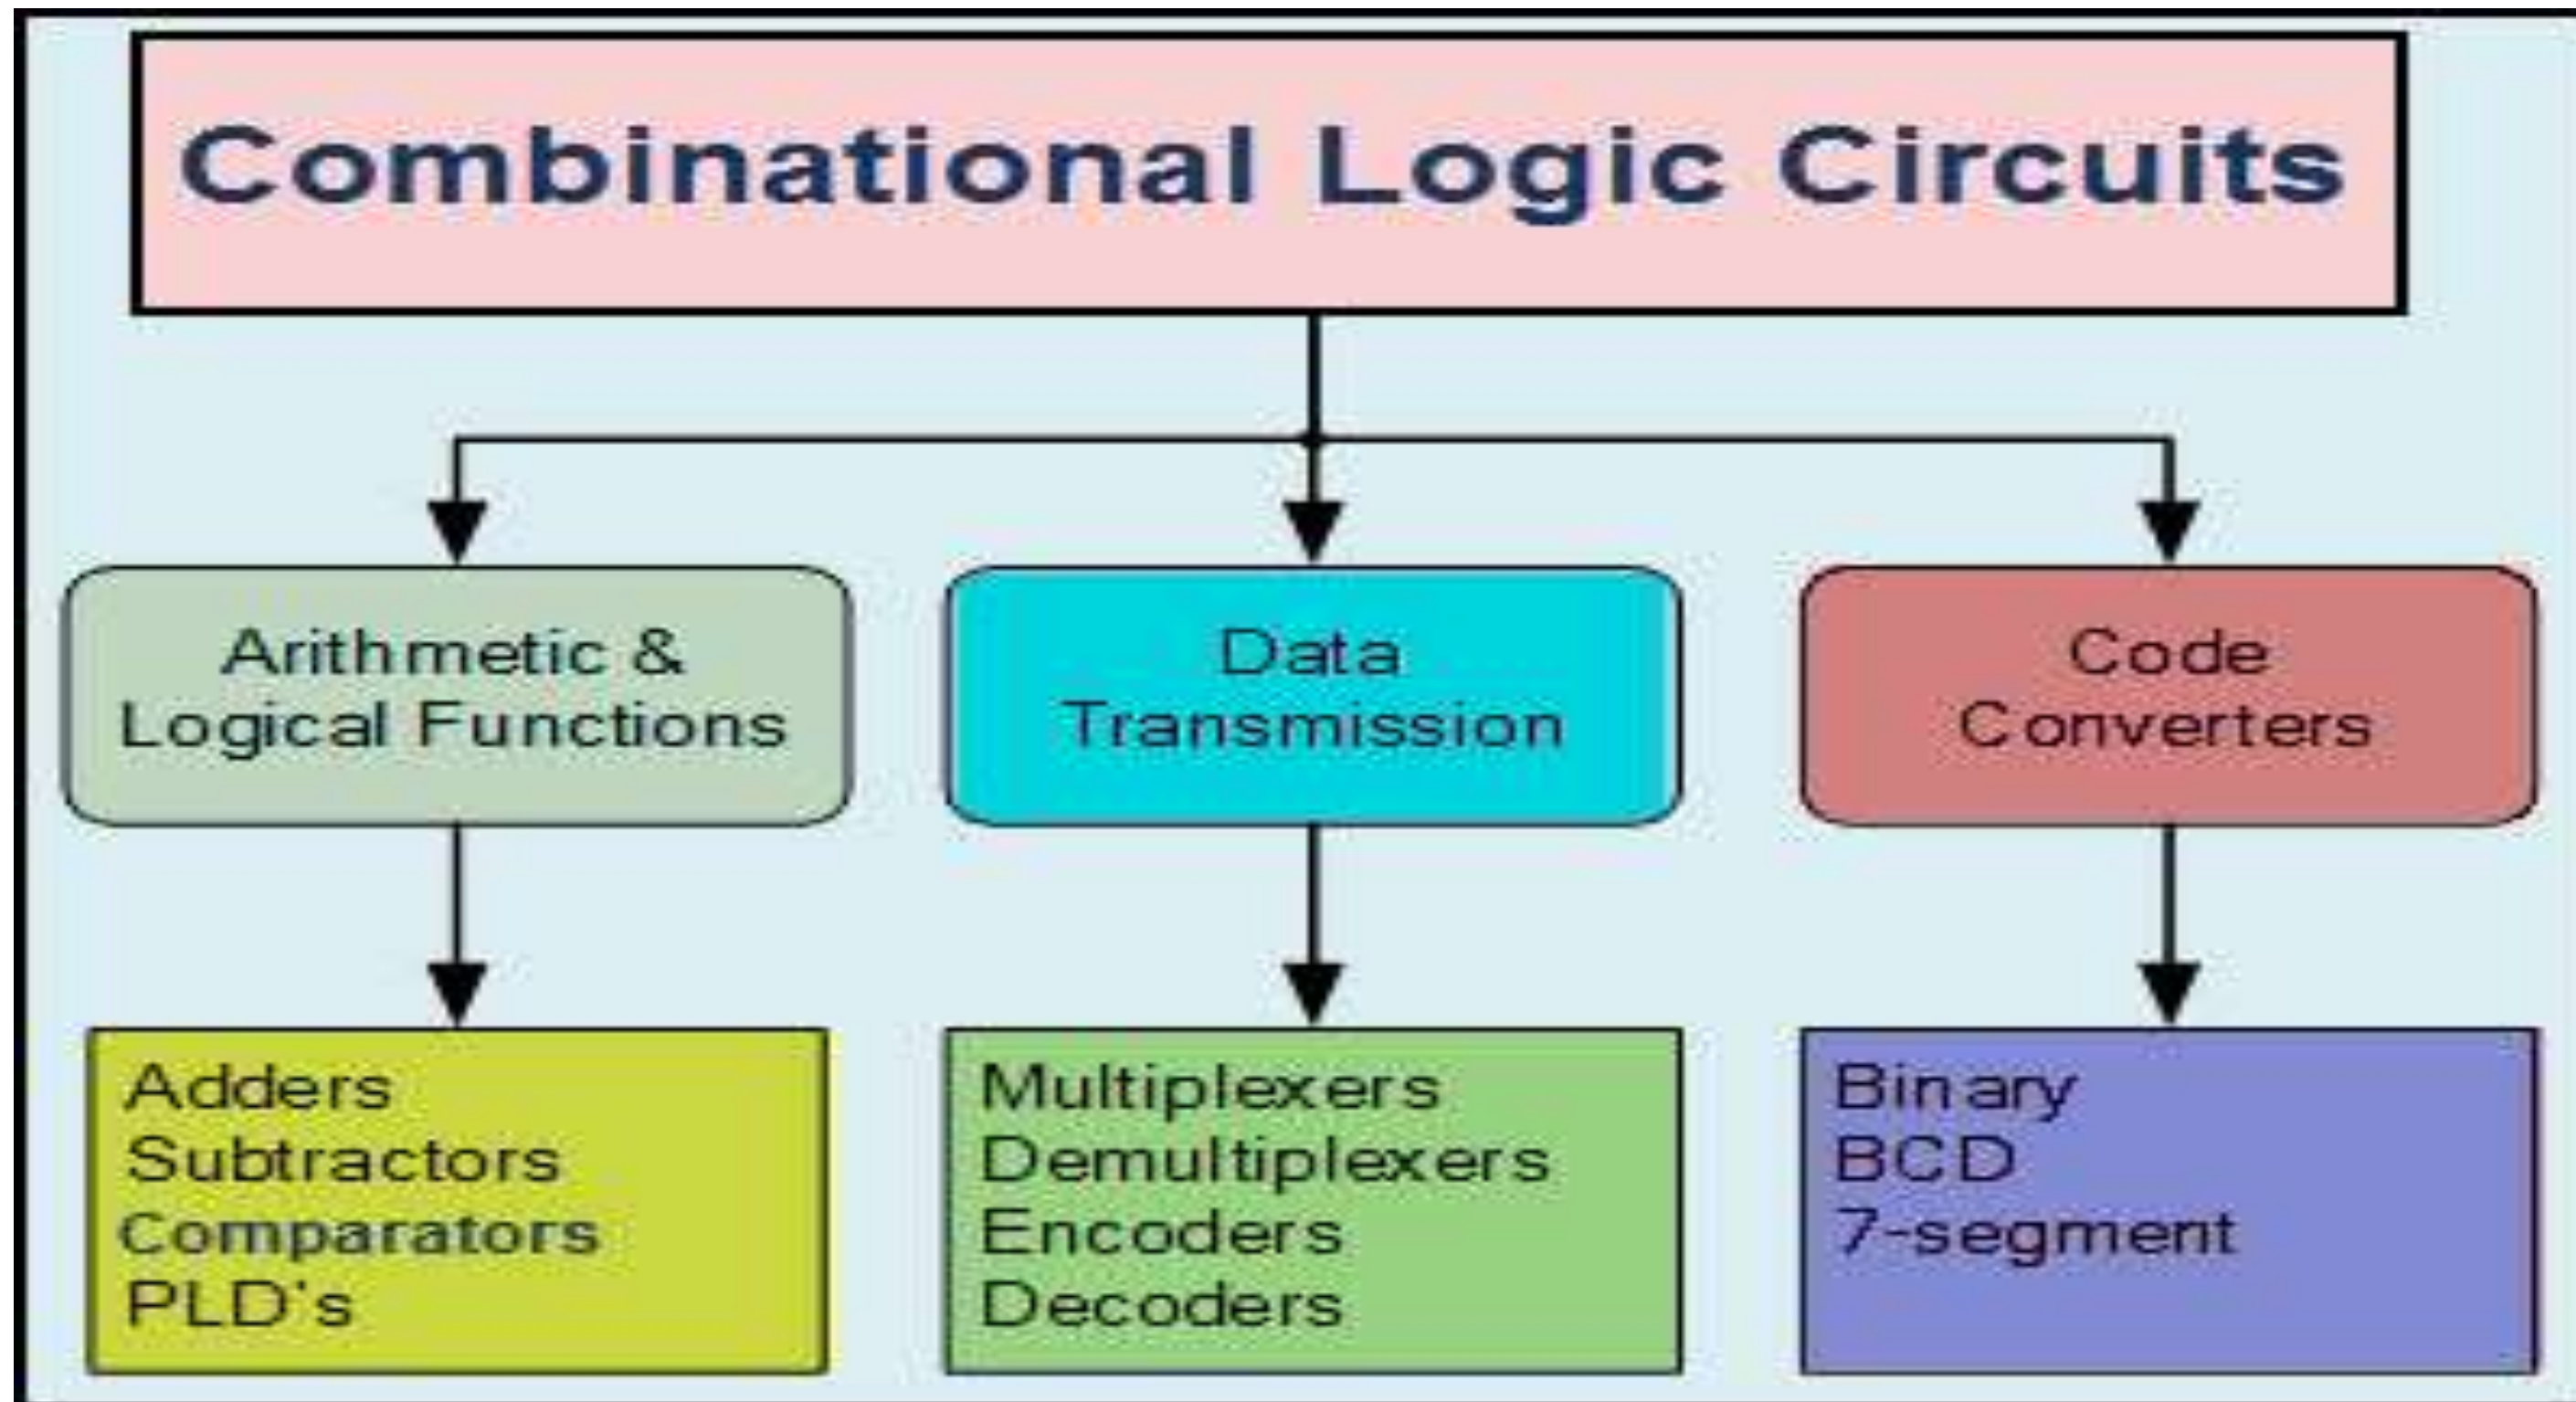 Combinational Logic Circuits
Arithmetic &
Logical Functions
Data
Transmission
Code
Converters
Adders
Subtractors
Comparators
PLD's
Multiplexers
Demultiplexers
Encoders
Decoders
Binary
BCD
7-segment